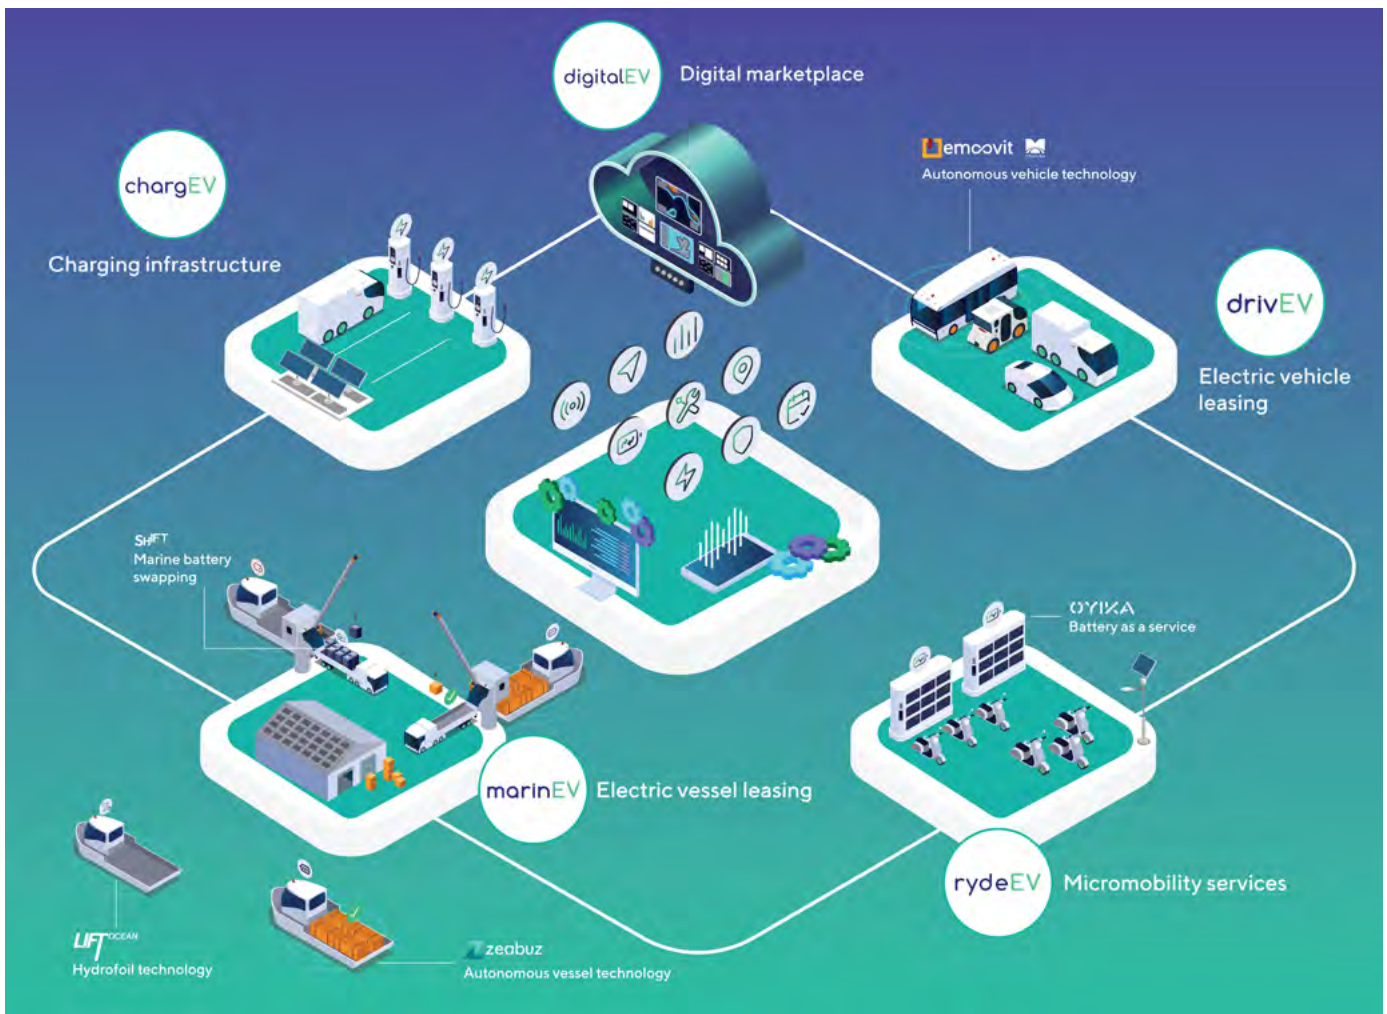 digitalEV
Digital marketplace
chargEV
Charging infrastructure
emoovit
Autonomous vehicle technology
drivEV
Electric vehicle
leasing
SHIFT
Marine battery
swapping
OYIKA
Battery as a service
marinEV
Electric vessel leasing
rydeEV
Micromobility services
LIFT OCEAN
Hydrofoil technology
zeabuz
Autonomous vessel technology